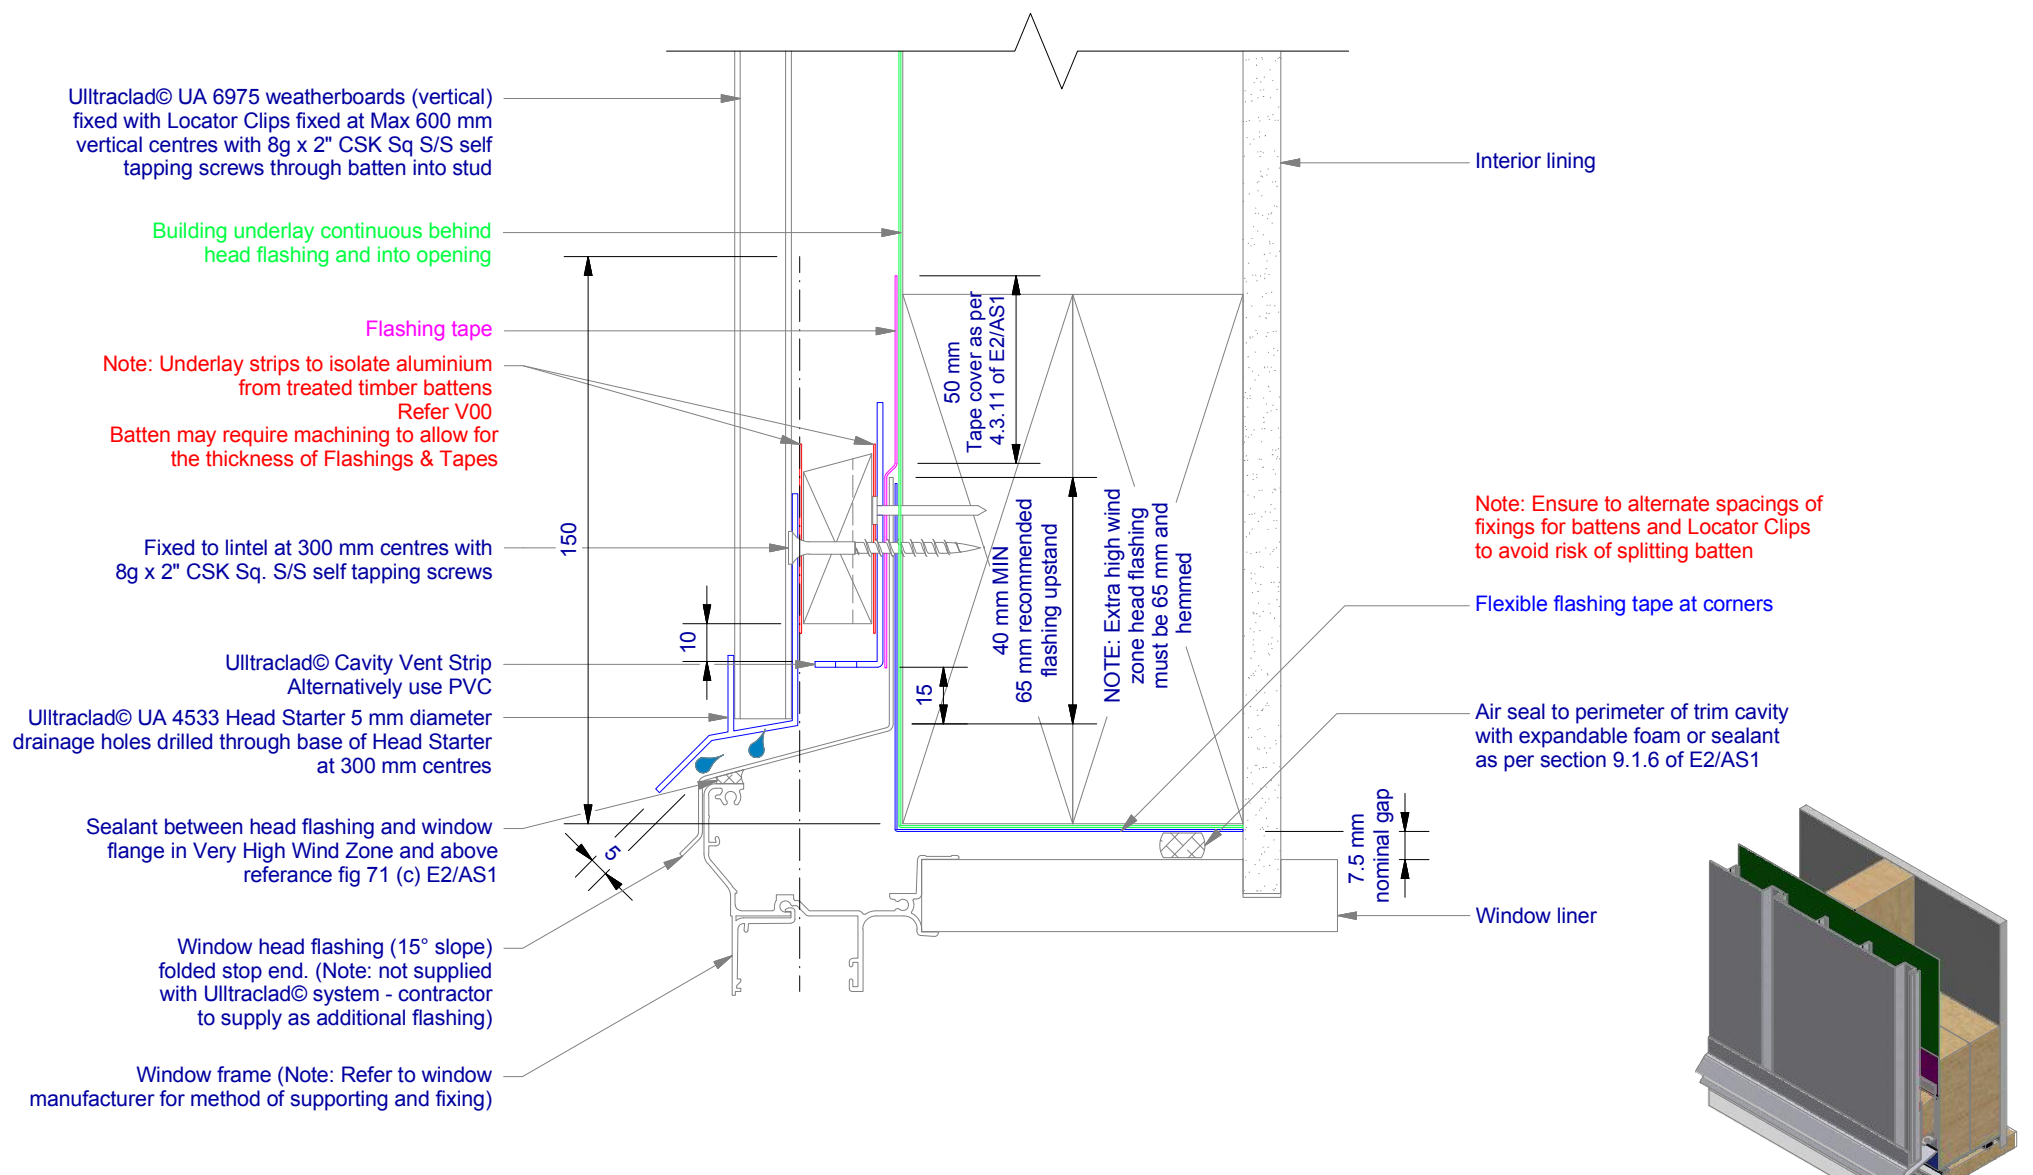 Ulltraclad© UA 6975 weatherboards (vertical)
fixed with Locator Clips fixed at Max 600 mm
vertical centres with 8g x 2" CSK Sq S/S self
tapping screws through batten into stud
Building underlay continuous behind
head flashing and into opening
Flashing tape
Note: Underlay strips to isolate aluminium
from treated timber battens
Refer V00
Batten may require machining to allow for
the thickness of Flashings & Tapes
Fixed to lintel at 300 mm centres with
8g x 2" CSK Sq. S/S self tapping screws
Ulltraclad© Cavity Vent Strip
Alternatively use PVC
Ulltraclad© UA 4533 Head Starter 5 mm diameter
drainage holes drilled through base of Head Starter
at 300 mm centres
Sealant between head flashing and window
flange in Very High Wind Zone and above
referance fig 71 (c) E2/AS1
Window head flashing (15° slope)
folded stop end. (Note: not supplied
with Ulltraclad© system - contractor
to supply as additional flashing)
Window frame (Note: Refer to window
manufacturer for method of supporting and fixing)
150
10
5
15
50 mm
Tape cover as per
4.3.11 of E2/AS1
40 mm MIN
65 mm recommended
flashing upstand
NOTE: Extra high wind
zone head flashing
must be 65 mm and
hemmed
Interior lining
Note: Ensure to alternate spacings of
fixings for battens and Locator Clips
to avoid risk of splitting batten
Flexible flashing tape at corners
Air seal to perimeter of trim cavity
with expandable foam or sealant
as per section 9.1.6 of E2/AS1
7.5 mm
nominal gap
Window liner